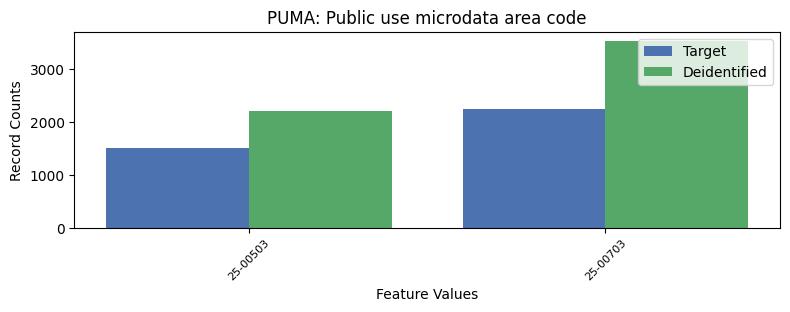 PUMA: Public use microdata area code
Target
Deidentified
Record Counts
3000
2000
1000
0
25-00503
25-00703
Feature Values